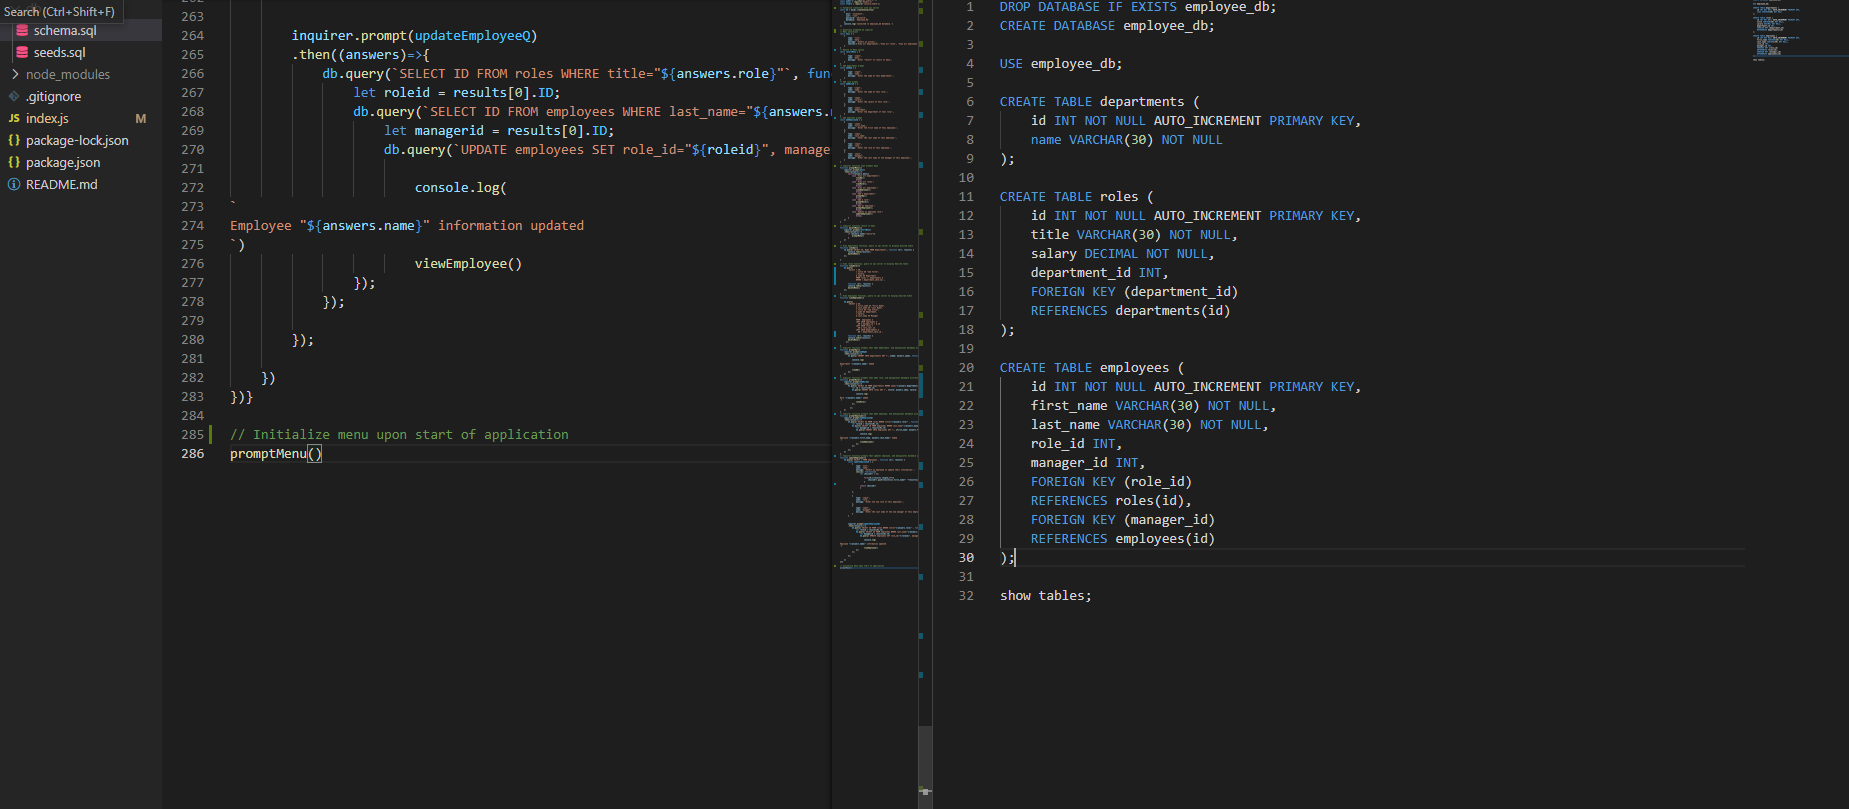 Search (Ctrl+Shift+F)
schema.sql
seeds.sql
node_modules
.gitignore
JS index.js M
{} package-lock.json
{} package.json
README.md
263
264 inquirer.prompt(updateEmployeeQ)
265 .then((answers)=>{
266 db.query(`SELECT ID FROM roles WHERE title="${answers.role}"`, fun
267 let roleid = results[0].ID;
268 db.query(`SELECT ID FROM employees WHERE last_name="${answers.
269 let managerid = results[0].ID;
270 db.query(`UPDATE employees SET role_id="${roleid}", manage
271
272 console.log(
273 `
274 Employee "${answers.name}" information updated
275 `)
276 viewEmployee()
277 });
278 });
279
280 });
281
282 })
283 })}
284
285 // Initialize menu upon start of application
286 promptMenu()
1 DROP DATABASE IF EXISTS employee_db;
2 CREATE DATABASE employee_db;
3
4 USE employee_db;
5
6 CREATE TABLE departments (
7 id INT NOT NULL AUTO_INCREMENT PRIMARY KEY,
8 name VARCHAR(30) NOT NULL
9 );
10
11 CREATE TABLE roles (
12 id INT NOT NULL AUTO_INCREMENT PRIMARY KEY,
13 title VARCHAR(30) NOT NULL,
14 salary DECIMAL NOT NULL,
15 department_id INT,
16 FOREIGN KEY (department_id)
17 REFERENCES departments(id)
18 );
19
20 CREATE TABLE employees (
21 id INT NOT NULL AUTO_INCREMENT PRIMARY KEY,
22 first_name VARCHAR(30) NOT NULL,
23 last_name VARCHAR(30) NOT NULL,
24 role_id INT,
25 manager_id INT,
26 FOREIGN KEY (role_id)
27 REFERENCES roles(id),
28 FOREIGN KEY (manager_id)
29 REFERENCES employees(id)
30 );
31
32 show tables;